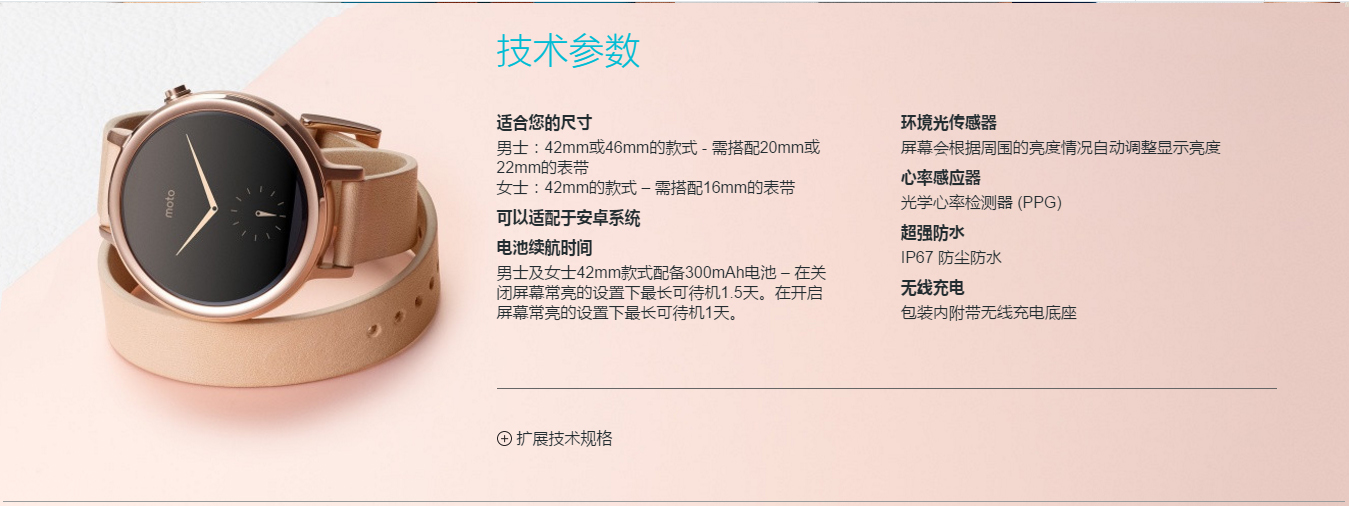 moto
技术参数
适合您的尺寸
男士：42mm或46mm的款式 - 需搭配20mm或
22mm的表带
女士：42mm的款式 – 需搭配16mm的表带
可以适配于安卓系统
电池续航时间
男士及女士42mm款式配备300mAh电池 – 在关
闭屏幕常亮的设置下最长可待机1.5天。在开启
屏幕常亮的设置下最长可待机1天。
环境光传感器
屏幕会根据周围的亮度情况自动调整显示亮度
心率感应器
光学心率检测器 (PPG)
超强防水
IP67 防尘防水
无线充电
包装内附带无线充电底座
扩展技术规格